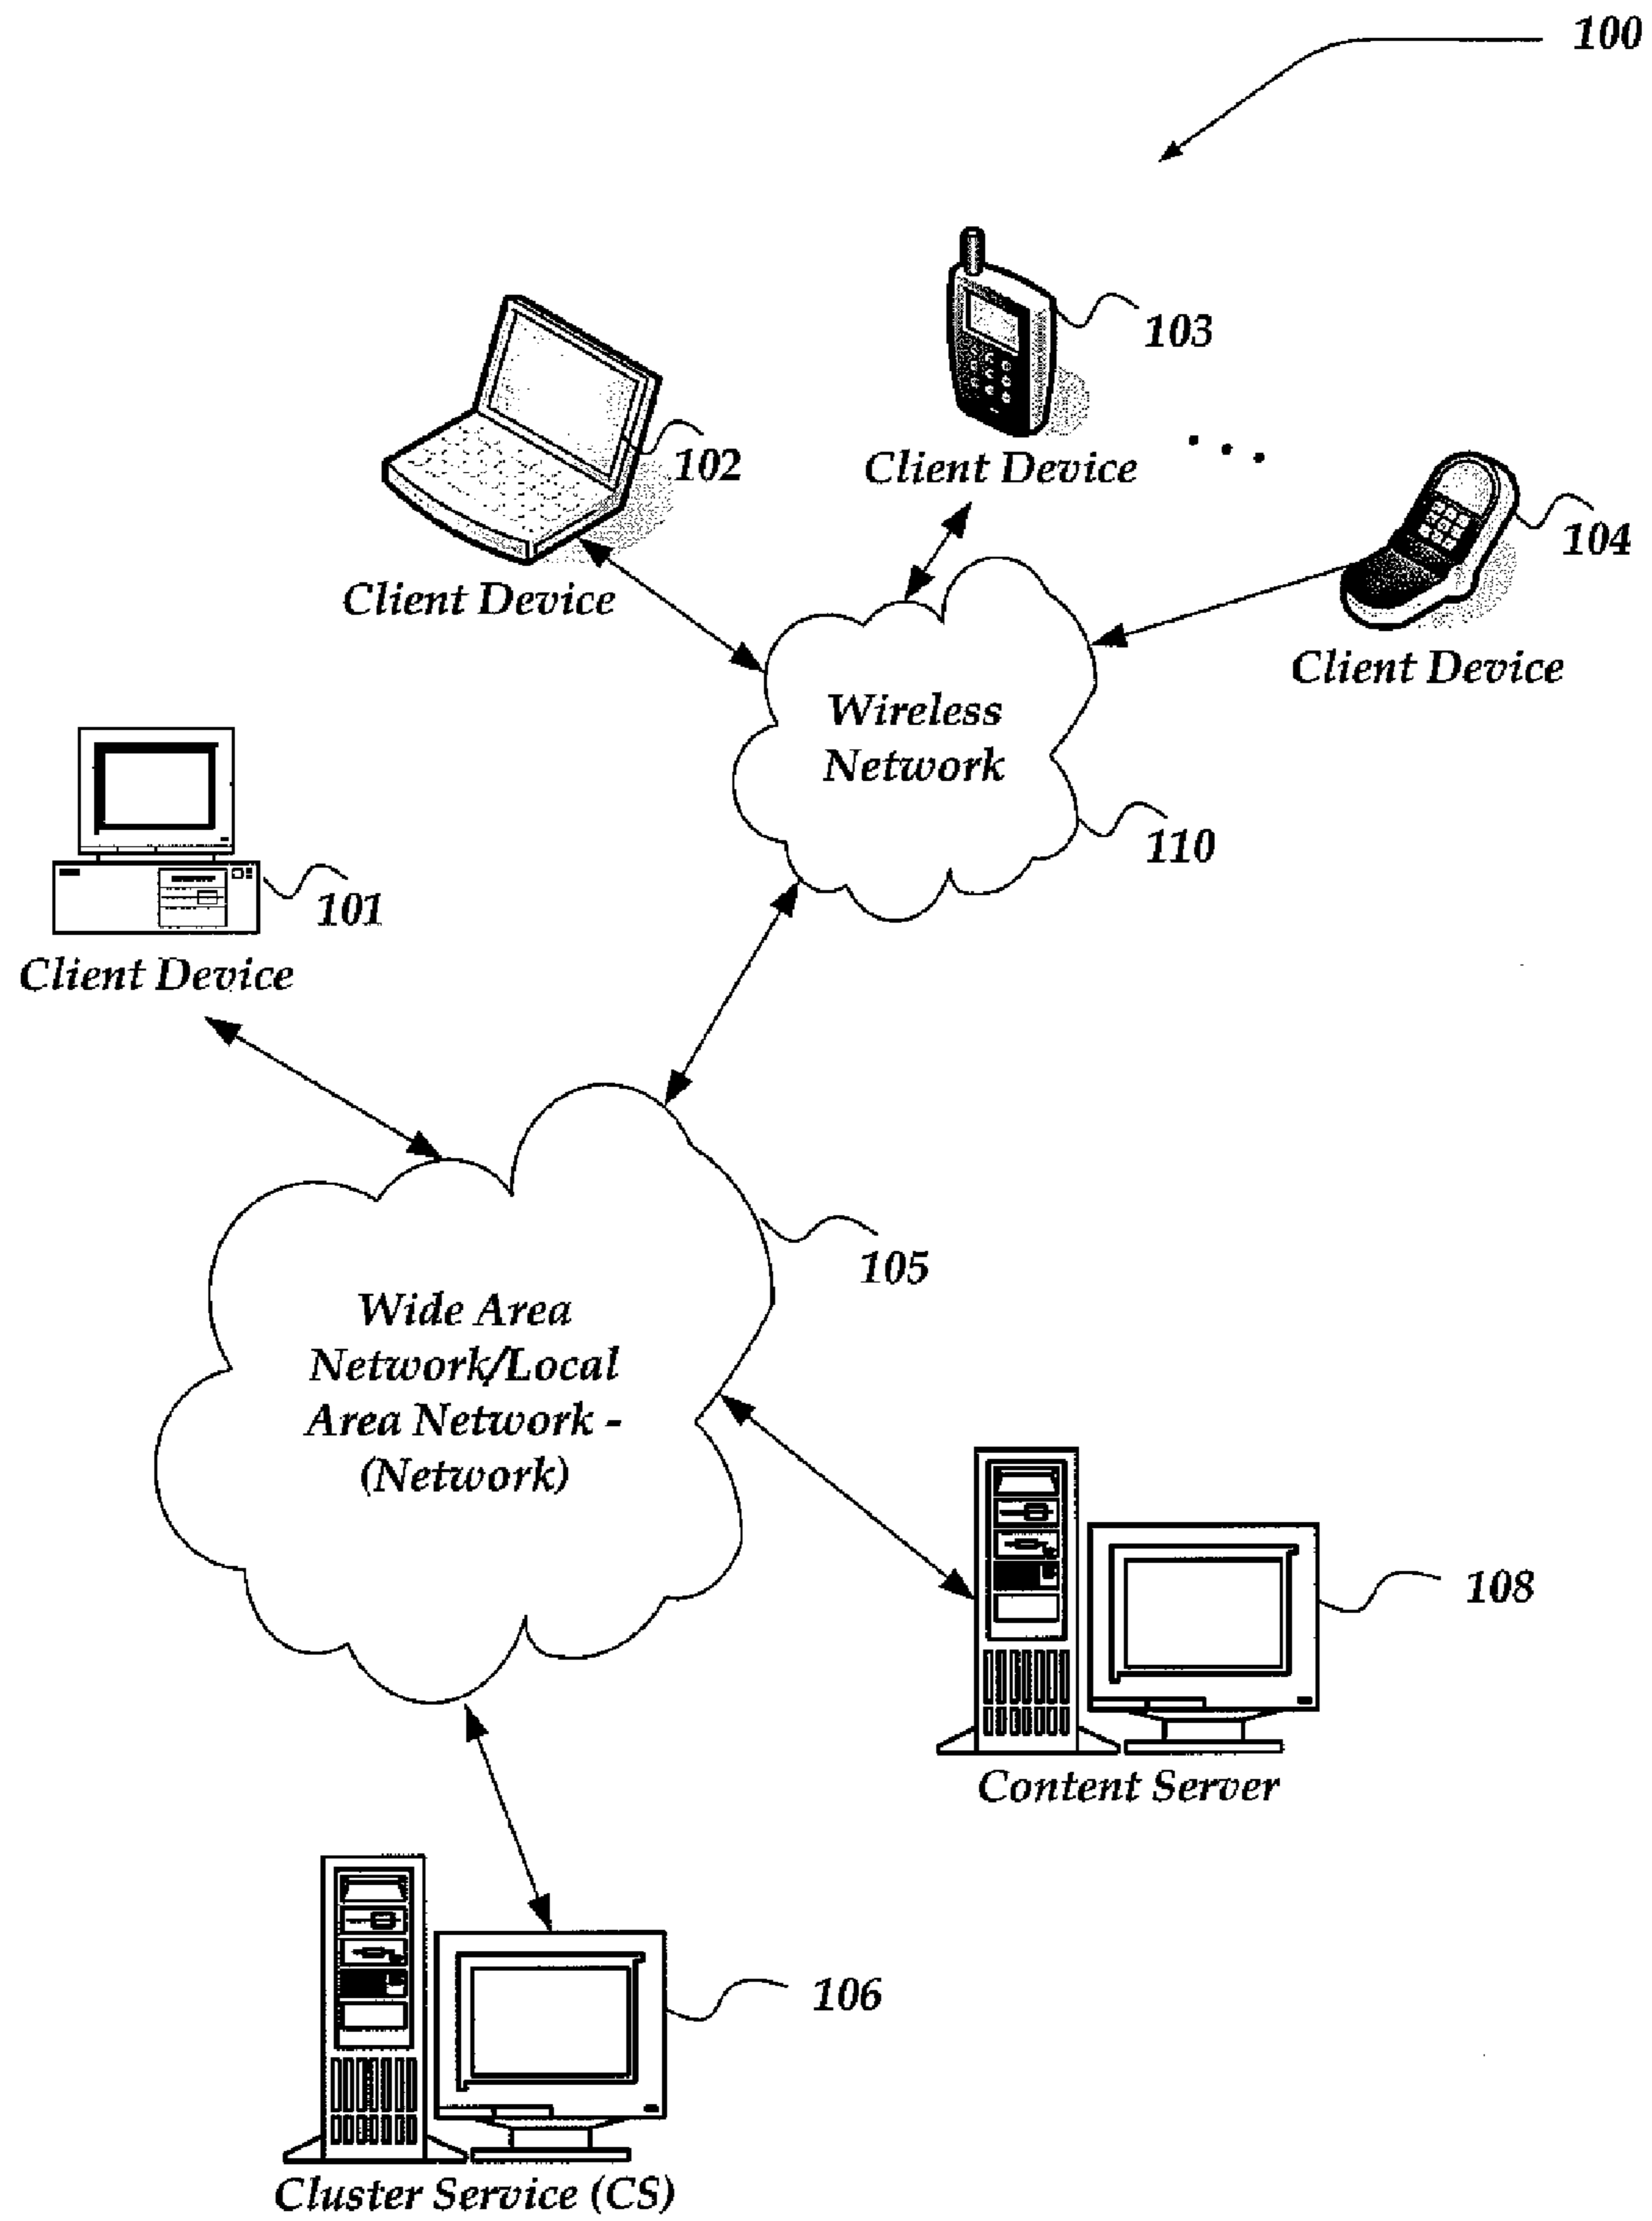 100
103
102
Client Device
104
Client Device
Client Device
Wireless
Network
110
101
Client Device
105
Wide Area
Network/Local
Area Network -
(Network)
108
Content Server
106
Cluster Service (CS)